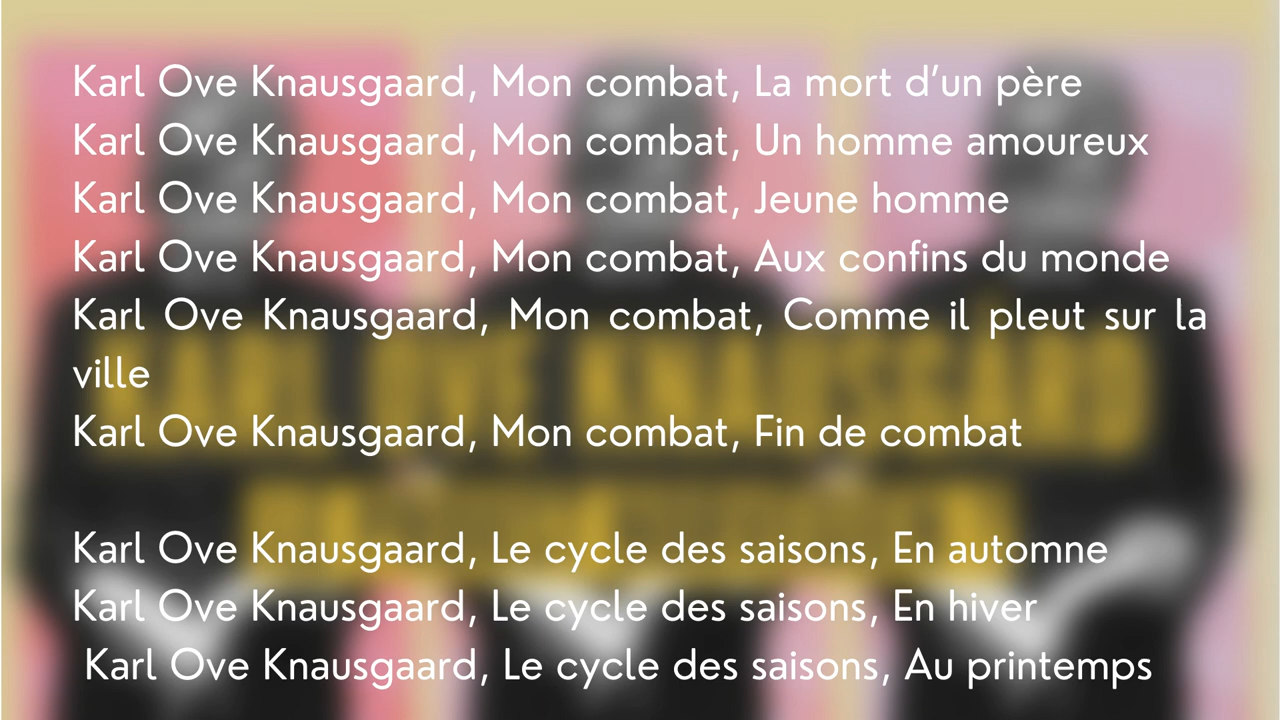 Karl Ove Knausgaard, Mon combat, La mort d’un père
Karl Ove Knausgaard, Mon combat, Un homme amoureux
Karl Ove Knausgaard, Mon combat, Jeune homme
Karl Ove Knausgaard, Mon combat, Aux confins du monde
Karl Ove Knausgaard, Mon combat, Comme il pleut sur la
ville
Karl Ove Knausgaard, Mon combat, Fin de combat
Karl Ove Knausgaard, Le cycle des saisons, En automne
Karl Ove Knausgaard, Le cycle des saisons, En hiver
Karl Ove Knausgaard, Le cycle des saisons, Au printemps